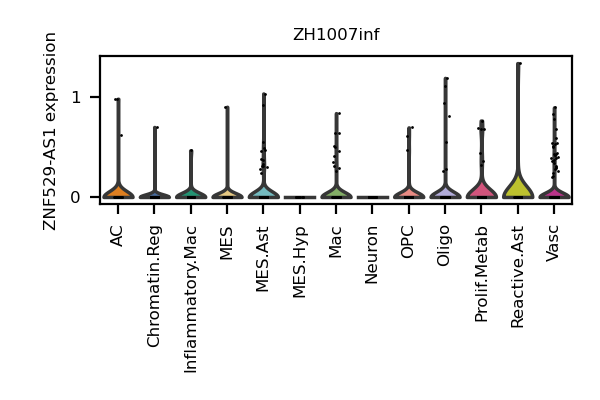 ZH1007inf
ZNF529-AS1 expression
1
0
AC
Chromatin.Reg
Inflammatory.Mac
MES
MES.Ast
MES.Hyp
Mac
Neuron
OPC
Oligo
Prolif.Metab
Reactive.Ast
Vasc